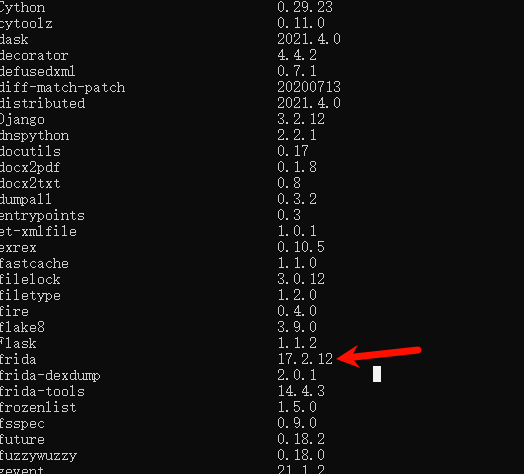 Cython 0.29.23
cytoolz 0.11.0
dask 2021.4.0
decorator 4.4.2
defusedxml 0.7.1
diff-match-patch 20200713
distributed 2021.4.0
Django 3.2.12
dnspython 2.2.1
docutils 0.17
docx2pdf 0.1.8
docx2txt 0.8
dumpall 0.3.2
entrypoints 0.3
et-xmlfile 1.0.1
exrex 0.10.5
fastcache 1.1.0
filelock 3.0.12
filetype 1.2.0
fire 0.4.0
flake8 3.9.0
Flask 1.1.2
frida 17.2.12
frida-dexdump 2.0.1
frida-tools 14.4.3
frozenlist 1.5.0
fsspec 0.9.0
future 0.18.2
fuzzywuzzy 0.18.0
gevent 21.1.2